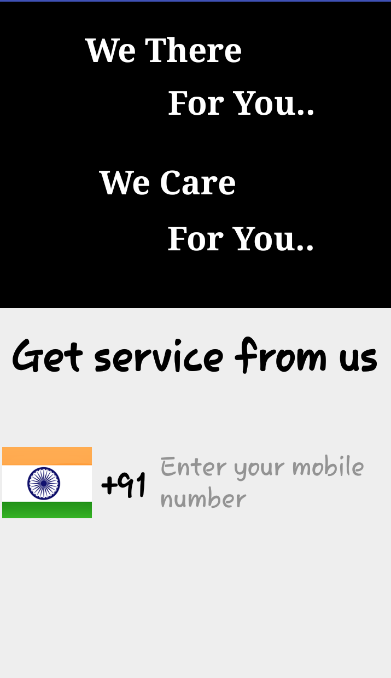 We There
For You..
We Care
For You..
Get service from us
+91
Enter your mobile
number